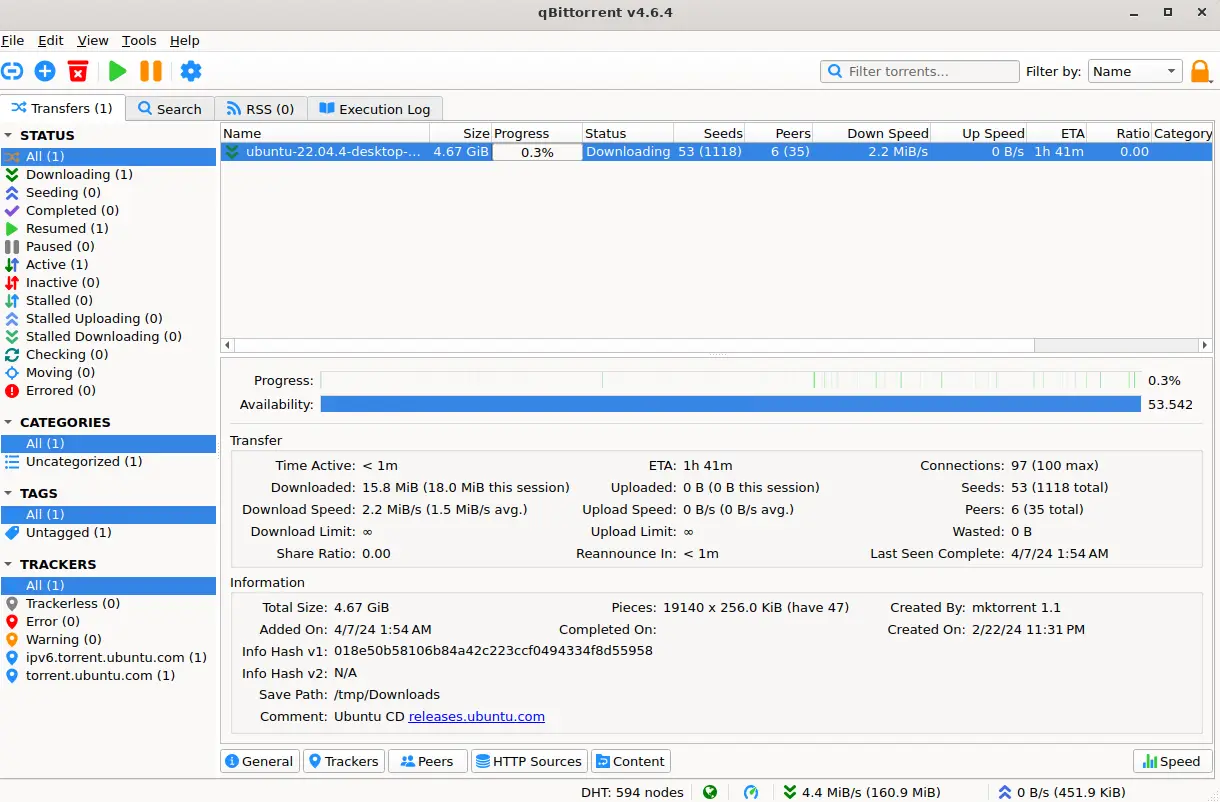 qBittorrent v4.6.4
File Edit View Tools Help
Filter torrents... Filter by: Name
Transfers (1) Search RSS (0) Execution Log
STATUS
All (1)
Downloading (1)
Seeding (0)
Completed (0)
Resumed (1)
Paused (0)
Active (1)
Inactive (0)
Stalled (0)
Stalled Uploading (0)
Stalled Downloading (0)
Checking (0)
Moving (0)
Errored (0)
CATEGORIES
All (1)
Uncategorized (1)
TAGS
All (1)
Untagged (1)
TRACKERS
All (1)
Trackerless (0)
Error (0)
Warning (0)
ipv6.torrent.ubuntu.com (1)
torrent.ubuntu.com (1)
Name Size Progress Status Seeds Peers Down Speed Up Speed ETA Ratio Category
ubuntu-22.04.4-desktop-... 4.67 GiB 0.3% Downloading 53 (1118) 6 (35) 2.2 MiB/s 0 B/s 1h 41m 0.00
Progress: 0.3%
Availability: 53.542
Transfer
Time Active: < 1m ETA: 1h 41m Connections: 97 (100 max)
Downloaded: 15.8 MiB (18.0 MiB this session) Uploaded: 0 B (0 B this session) Seeds: 53 (1118 total)
Download Speed: 2.2 MiB/s (1.5 MiB/s avg.) Upload Speed: 0 B/s (0 B/s avg.) Peers: 6 (35 total)
Download Limit: ∞ Upload Limit: ∞ Wasted: 0 B
Share Ratio: 0.00 Reannounce In: < 1m Last Seen Complete: 4/7/24 1:54 AM
Information
Total Size: 4.67 GiB Pieces: 19140 x 256.0 KiB (have 47) Created By: mktorrent 1.1
Added On: 4/7/24 1:54 AM Completed On: Created On: 2/22/24 11:31 PM
Info Hash v1: 018e50b58106b84a42c223ccf0494334f8d55958
Info Hash v2: N/A
Save Path: /tmp/Downloads
Comment: Ubuntu CD releases.ubuntu.com
General Trackers Peers HTTP Sources Content Speed
DHT: 594 nodes 4.4 MiB/s (160.9 MiB) 0 B/s (451.9 KiB)